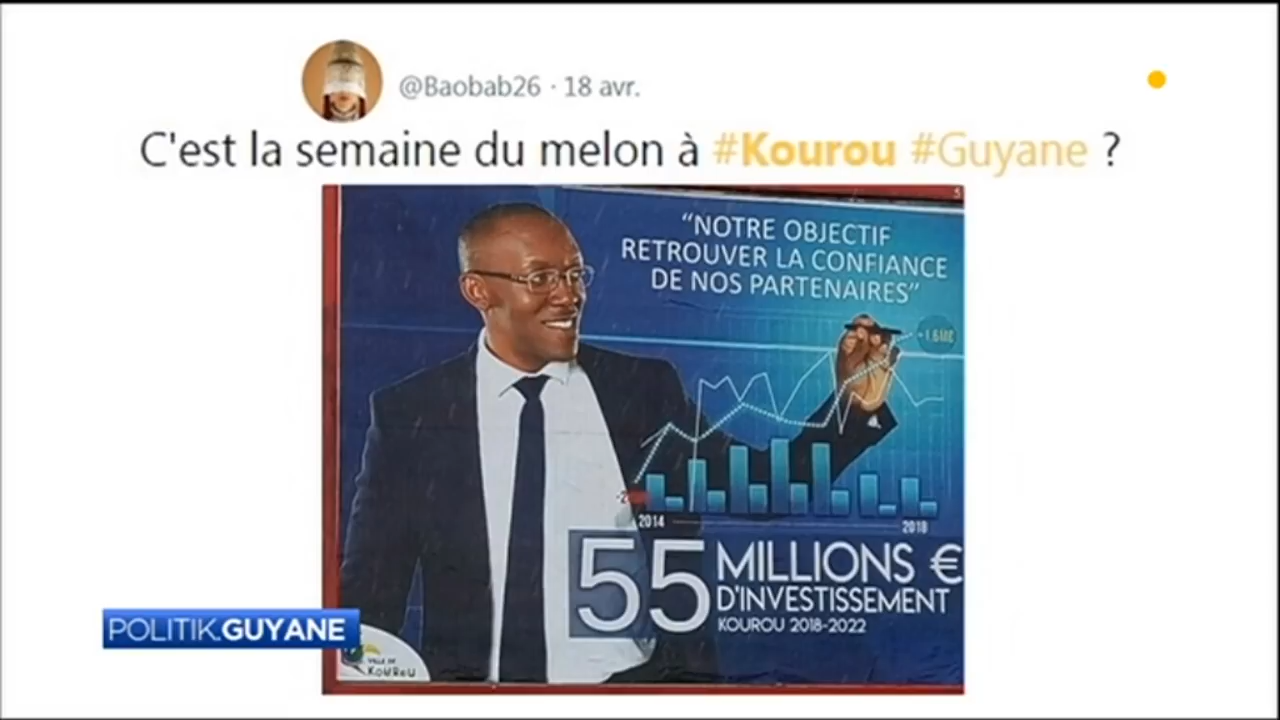 @Baobab26 · 18 avr.
C'est la semaine du melon à #Kourou #Guyane ?
5
“NOTRE OBJECTIF
RETROUVER LA CONFIANCE
DE NOS PARTENAIRES”
2014
2018
55 MILLIONS €
D'INVESTISSEMENT
KOUROU 2018-2022
POLITIK.GUYANE
VILLE DE
KOUROU